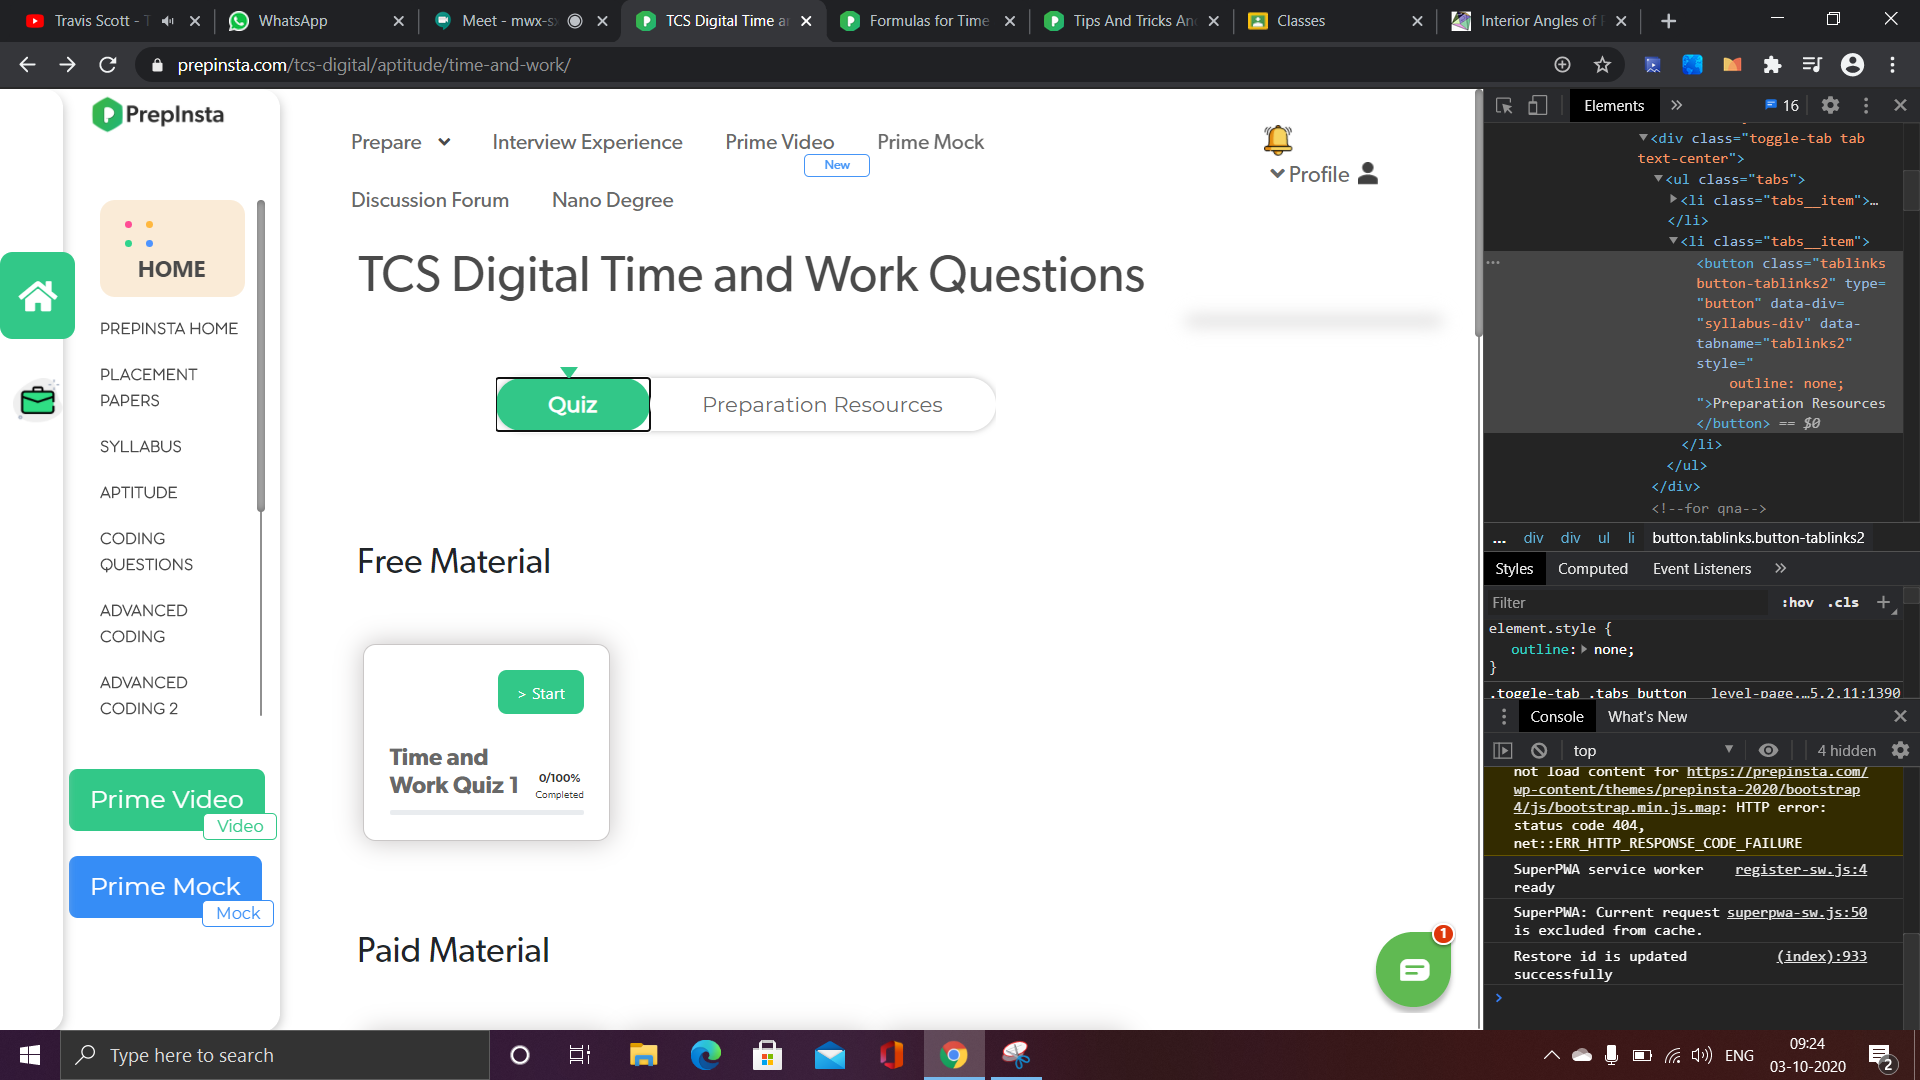 Travis Scott - T
WhatsApp
Meet - mwx-sx
TCS Digital Time a
Formulas for Time
Tips And Tricks An
Classes
Interior Angles of
prepinsta.com/tcs-digital/aptitude/time-and-work/
PrepInsta
HOME
PREPINSTA HOME
PLACEMENT
PAPERS
SYLLABUS
APTITUDE
CODING
QUESTIONS
ADVANCED
CODING
ADVANCED
CODING 2
Prime Video
Video
Prime Mock
Mock
Prepare
Interview Experience
Prime Video
New
Prime Mock
Profile
Discussion Forum
Nano Degree
TCS Digital Time and Work Questions
Quiz
Preparation Resources
Free Material
> Start
Time and
Work Quiz 1
0/100%
Completed
Paid Material
1
Elements
16
<div class="toggle-tab tab
text-center">
<ul class="tabs">
<li class="tabs__item">…
</li>
<li class="tabs__item">
<button class="tablinks
button-tablinks2" type=
"button" data-div=
"syllabus-div" data-
tabname="tablinks2"
style="
outline: none;
">Preparation Resources
</button> == $0
</li>
</ul>
</div>
<!--for qna-->
... div div ul li button.tablinks.button-tablinks2
Styles Computed Event Listeners
Filter
:hov .cls
element.style {
outline: none;
}
.toggle-tab .tabs button level-page.…5.2.11:1390
Console What's New
top
4 hidden
not load content for https://prepinsta.com/
wp-content/themes/prepinsta-2020/bootstrap
4/js/bootstrap.min.js.map: HTTP error:
status code 404,
net::ERR_HTTP_RESPONSE_CODE_FAILURE
SuperPWA service worker register-sw.js:4
ready
SuperPWA: Current request superpwa-sw.js:50
is excluded from cache.
Restore id is updated (index):933
successfully
Type here to search
ENG
09:24
03-10-2020
2